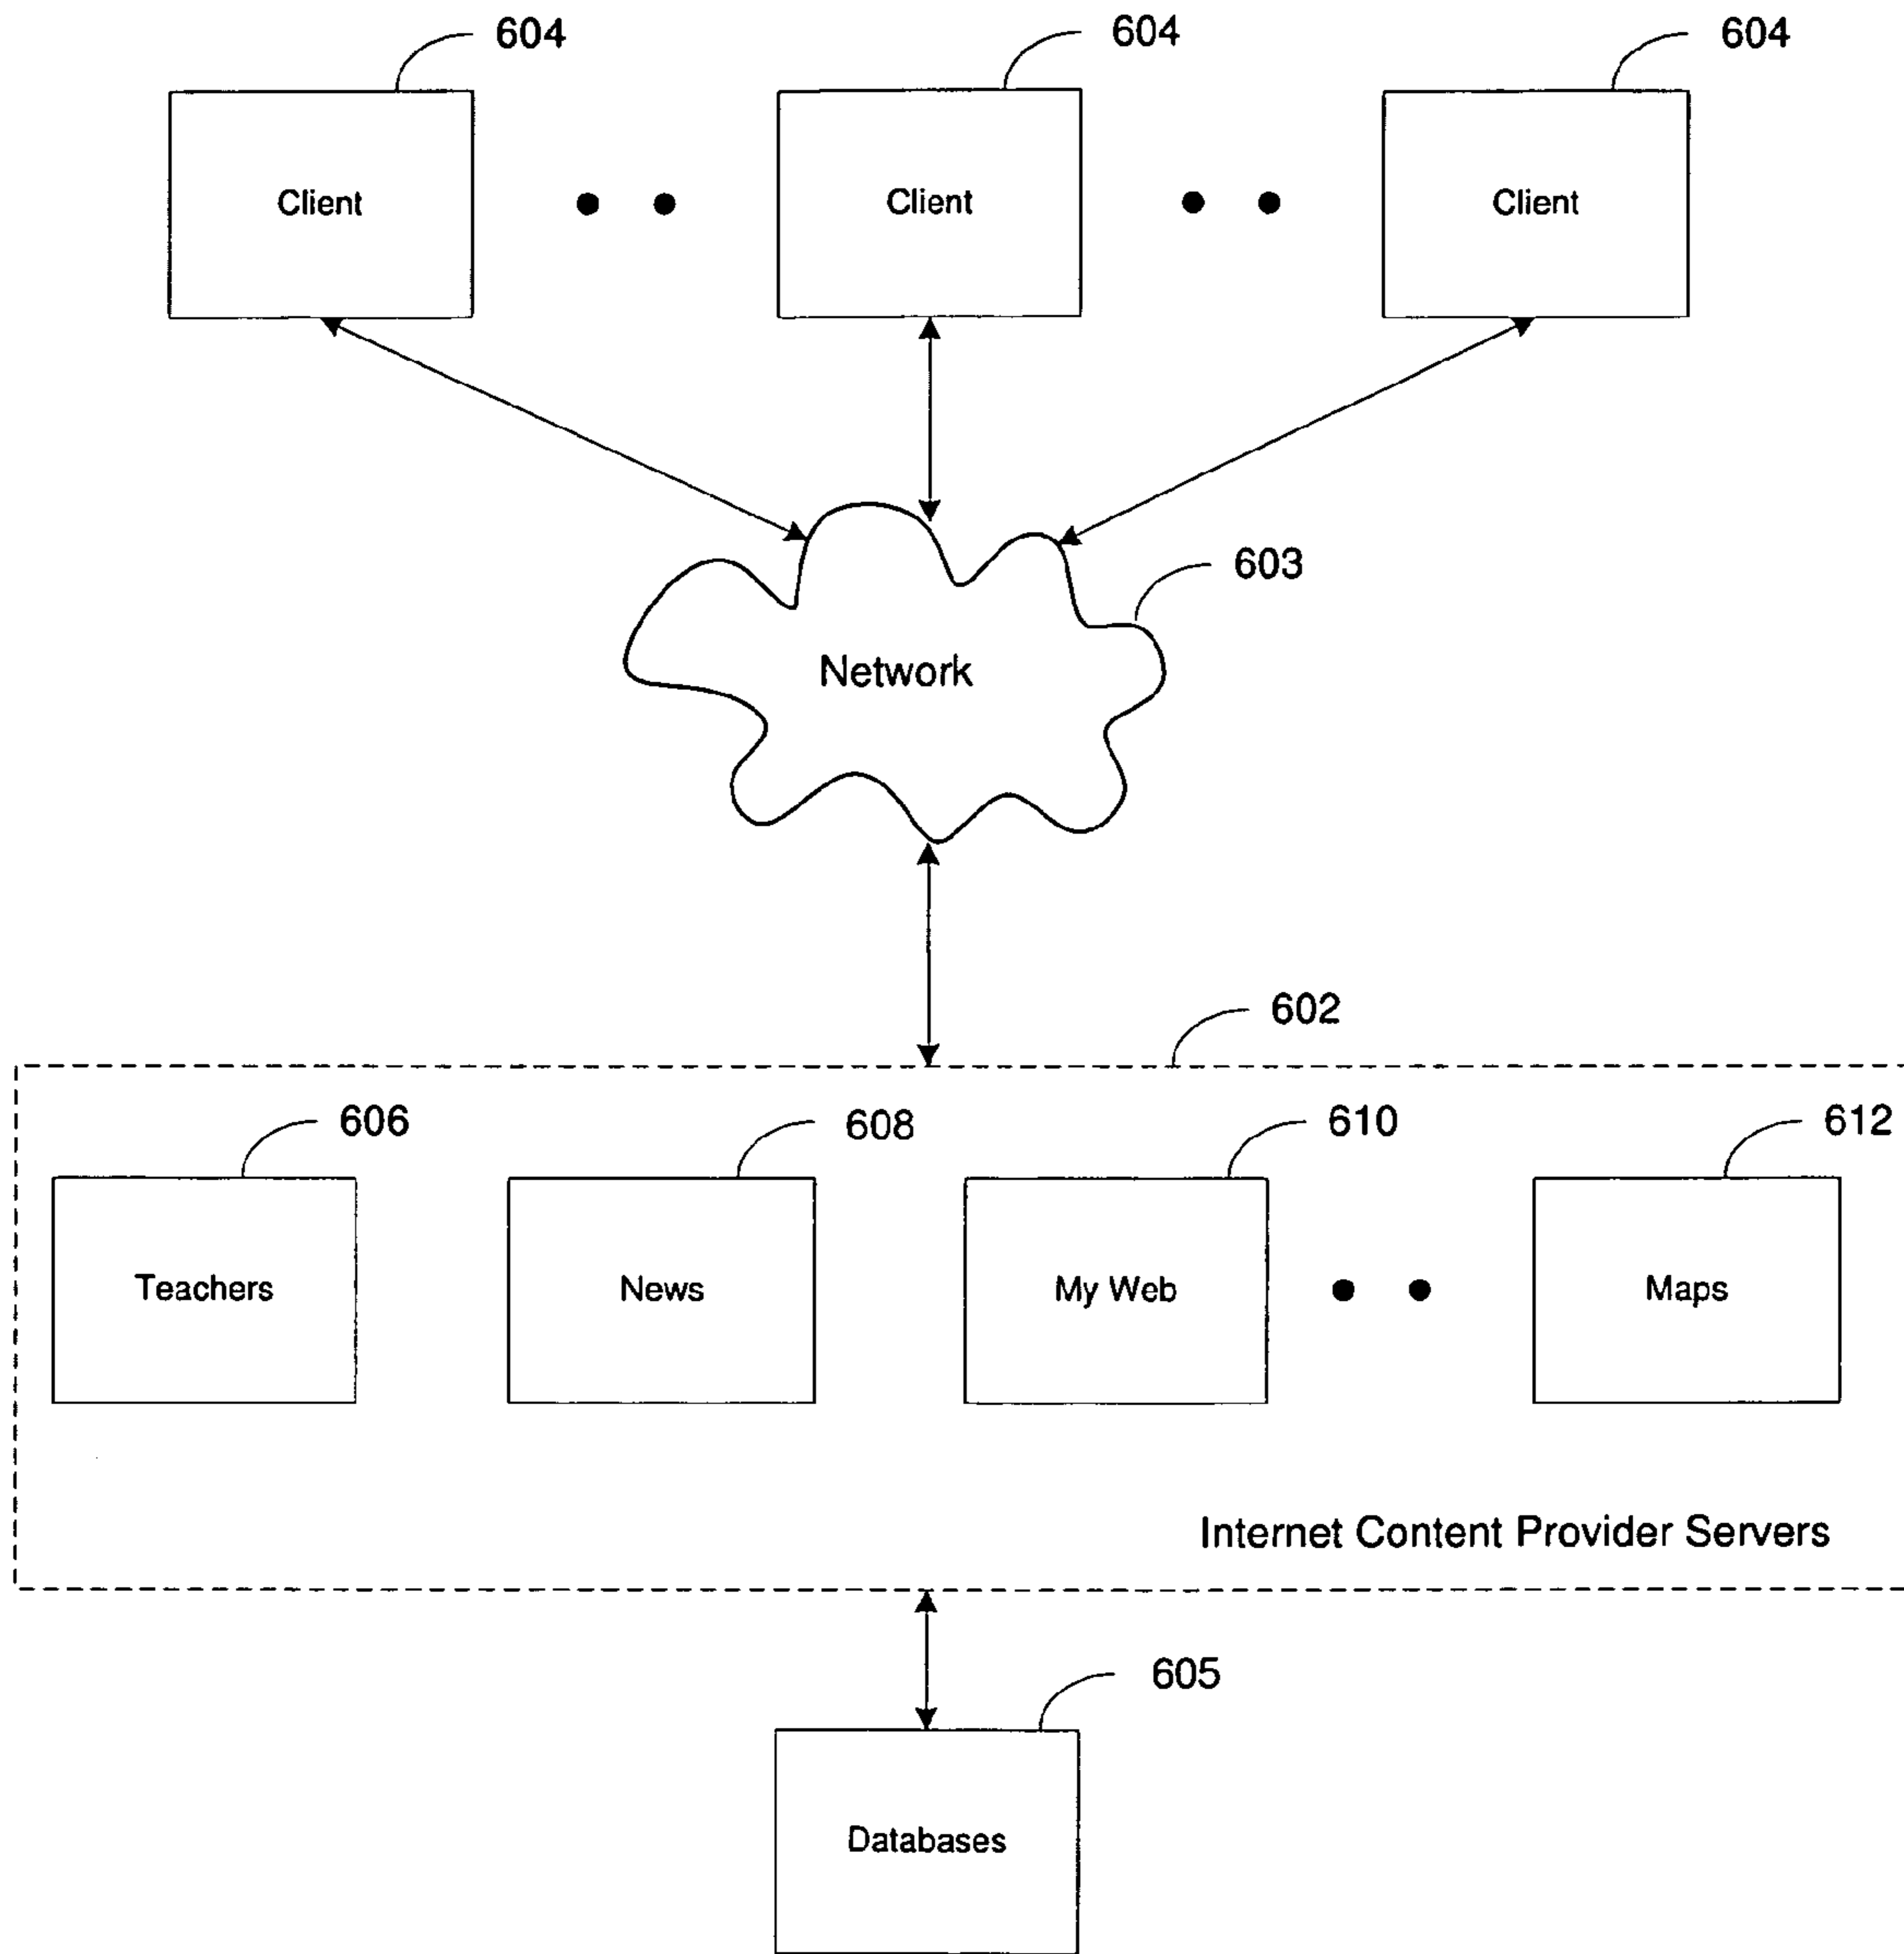 604
604
604
Client
Client
Client
603
Network
602
606
608
610
612
Teachers
News
My Web
Maps
Internet Content Provider Servers
605
Databases